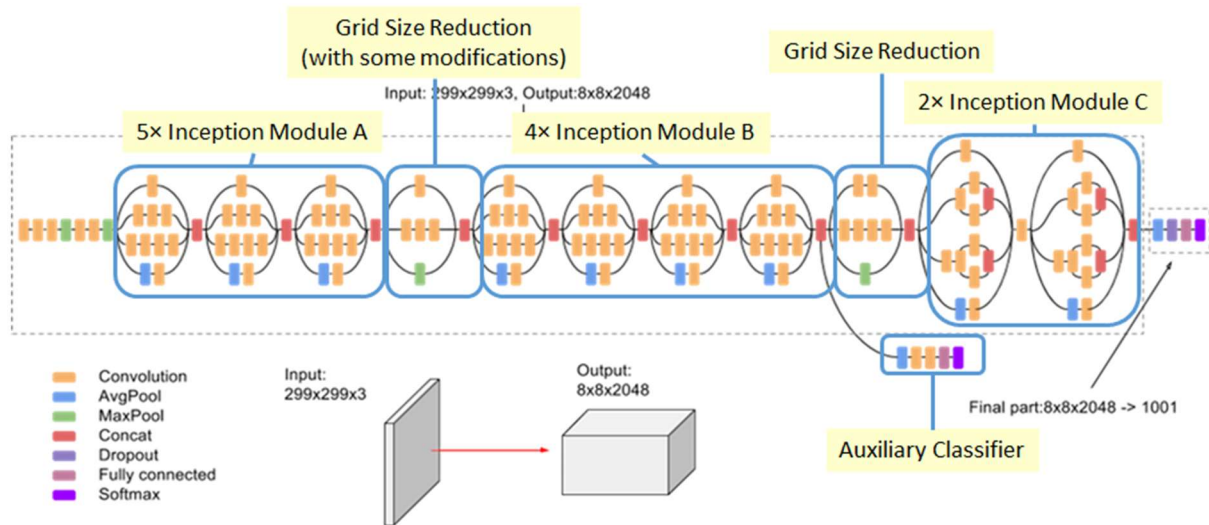 Grid Size Reduction
(with some modifications)
Grid Size Reduction
Input: 299x299x3, Output:8x8x2048
2× Inception Module C
5× Inception Module A
4× Inception Module B
Convolution
AvgPool
MaxPool
Concat
Dropout
Fully connected
Softmax
Input:
299x299x3
Output:
8x8x2048
Final part:8x8x2048 -> 1001
Auxiliary Classifier